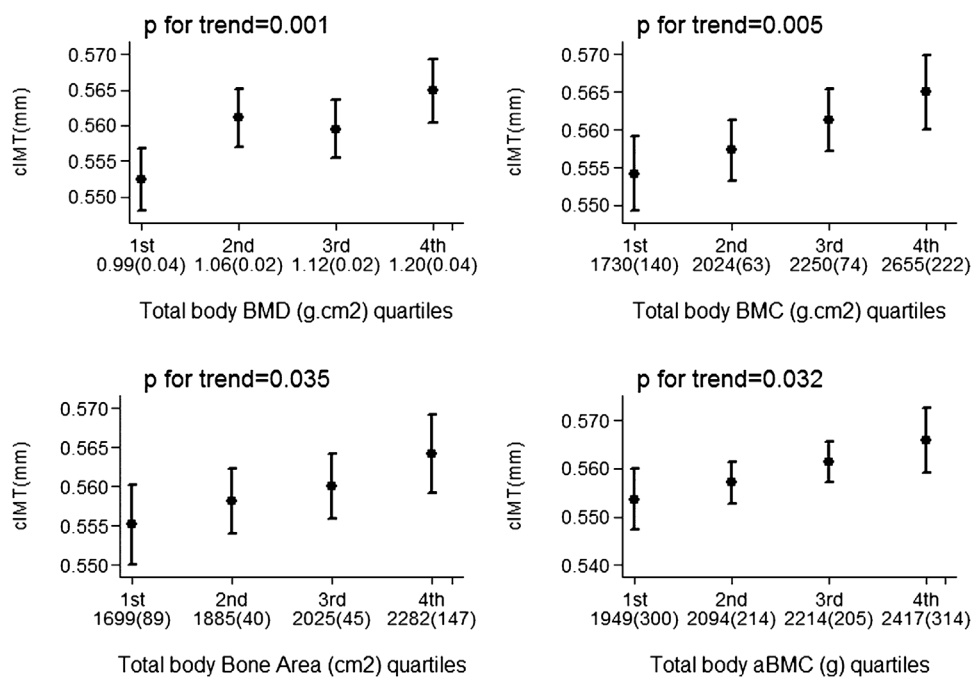 p for trend=0.001
0.570
0.565
0.560
0.555
0.550
cIMT(mm)
1st 2nd 3rd 4th
0.99(0.04) 1.06(0.02) 1.12(0.02) 1.20(0.04)
Total body BMD (g.cm2) quartiles
p for trend=0.005
0.570
0.565
0.560
0.555
0.550
cIMT(mm)
1st 2nd 3rd 4th
1730(140) 2024(63) 2250(74) 2655(222)
Total body BMC (g.cm2) quartiles
p for trend=0.035
0.570
0.565
0.560
0.555
0.550
cIMT(mm)
1st 2nd 3rd 4th
1699(89) 1885(40) 2025(45) 2282(147)
Total body Bone Area (cm2) quartiles
p for trend=0.032
0.570
0.560
0.550
0.540
cIMT(mm)
1st 2nd 3rd 4th
1949(300) 2094(214) 2214(205) 2417(314)
Total body aBMC (g) quartiles